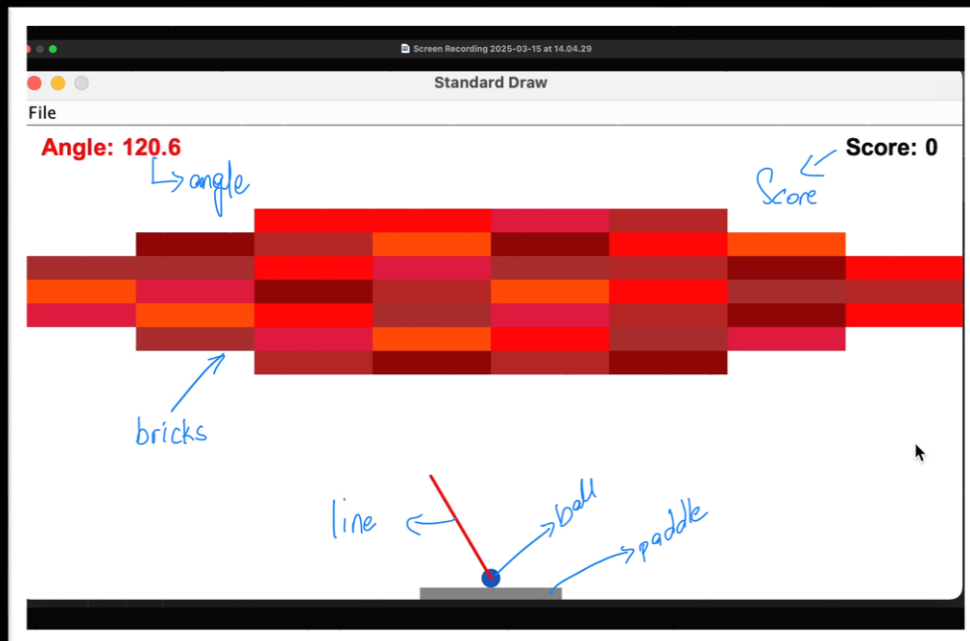 Screen Recording 2025-03-15 at 14.04.29
Standard Draw
File
Angle: 120.6
Score: 0
angle
Score
bricks
line
ball
paddle